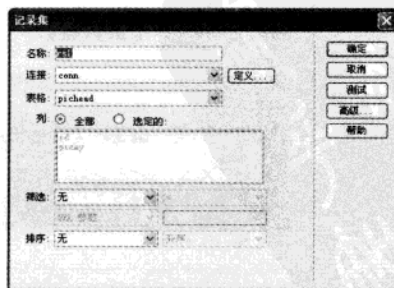 记录集
名称:
确定
连接: conn
定义...
取消
表格: pichead
测试
列: 全部 选定的:
高级...
帮助
id
筛选: 无
排序: 无